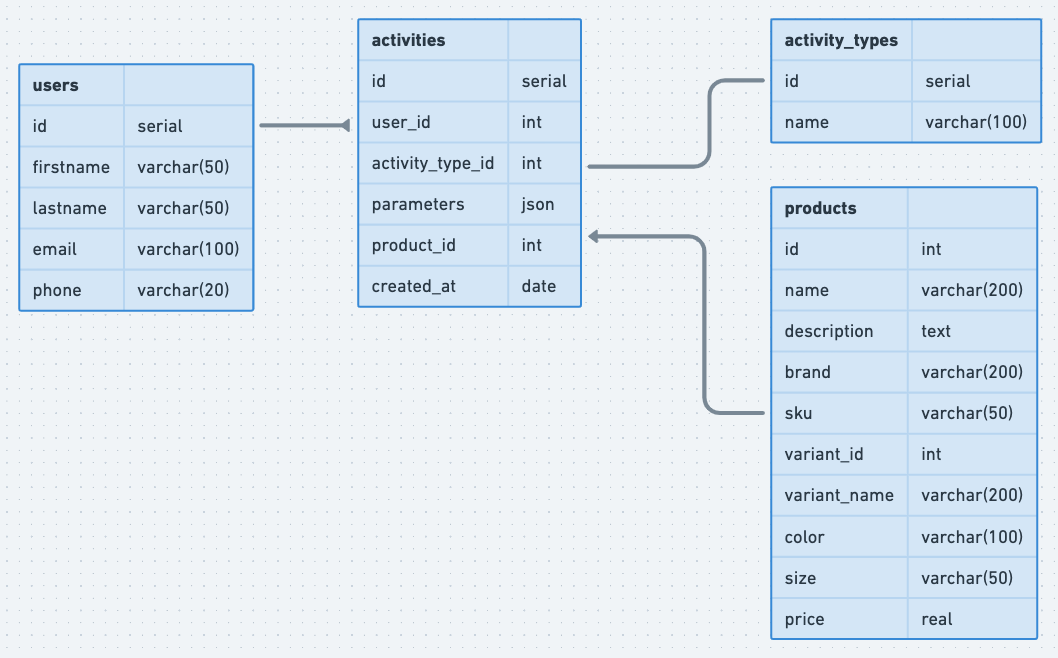 users
id serial
firstname varchar(50)
lastname varchar(50)
email varchar(100)
phone varchar(20)
activities
id serial
user_id int
activity_type_id int
parameters json
product_id int
created_at date
activity_types
id serial
name varchar(100)
products
id int
name varchar(200)
description text
brand varchar(200)
sku varchar(50)
variant_id int
variant_name varchar(200)
color varchar(100)
size varchar(50)
price real